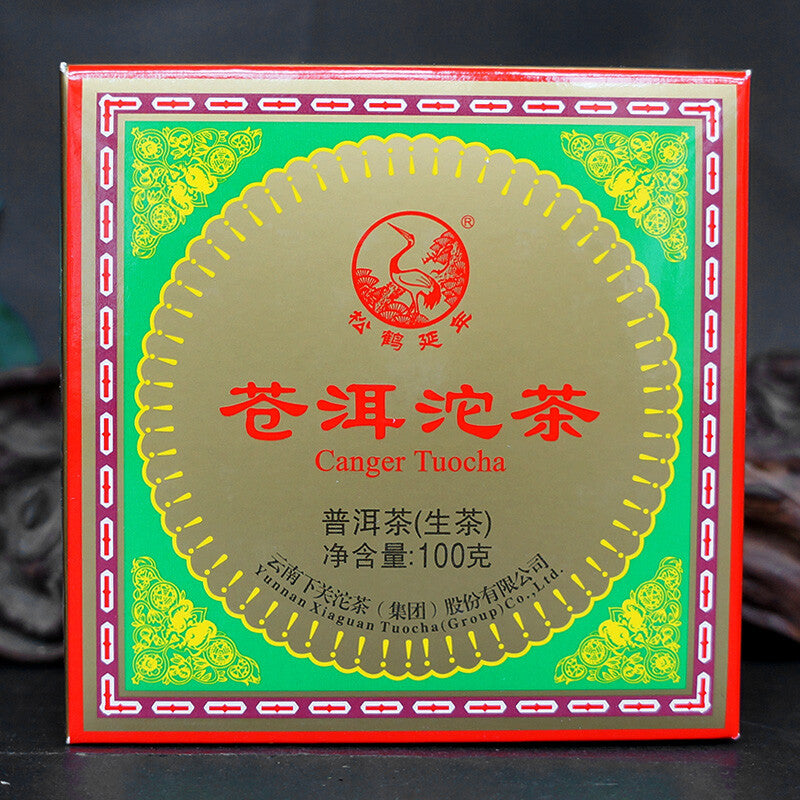 ®
松鹤延年
苍洱沱茶
Canger Tuocha
普洱茶(生茶)
净含量:100克
云南下关沱茶（集团）股份有限公司
Yunnan Xiaguan Tuocha(Group)Co.,Ltd.